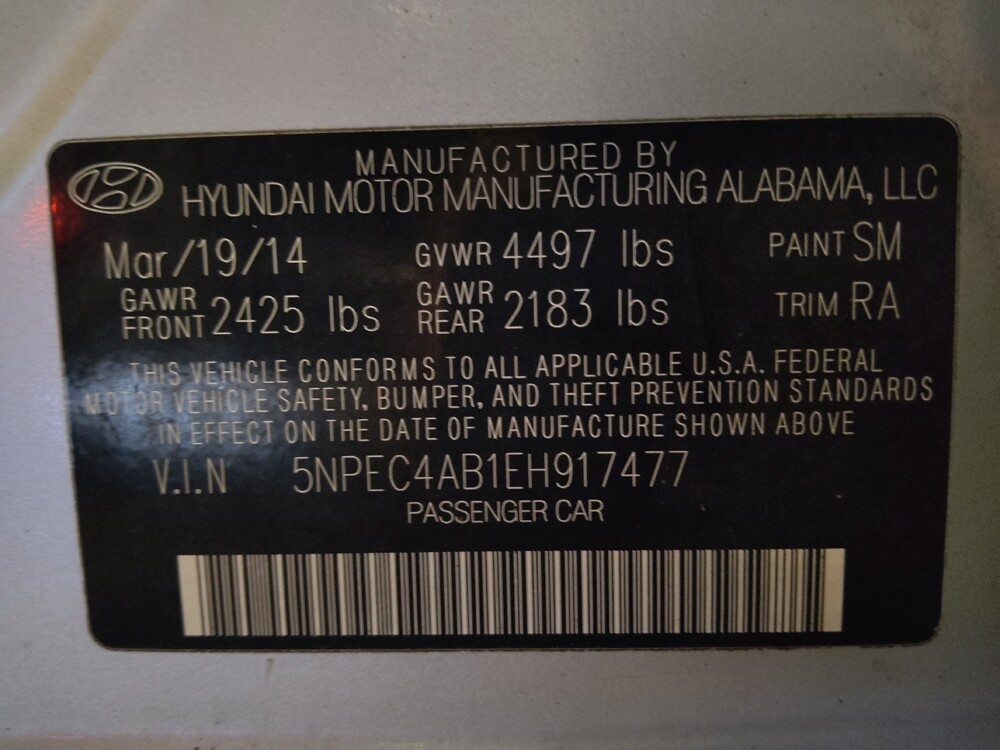 MANUFACTURED BY
HYUNDAI MOTOR MANUFACTURING ALABAMA, LLC
Mar/19/14 GVWR 4497 lbs PAINT SM
GAWR FRONT 2425 lbs GAWR REAR 2183 lbs TRIM RA
THIS VEHICLE CONFORMS TO ALL APPLICABLE U.S.A. FEDERAL
MOTOR VEHICLE SAFETY, BUMPER, AND THEFT PREVENTION STANDARDS
IN EFFECT ON THE DATE OF MANUFACTURE SHOWN ABOVE
V.I.N 5NPEC4AB1EH917477
PASSENGER CAR